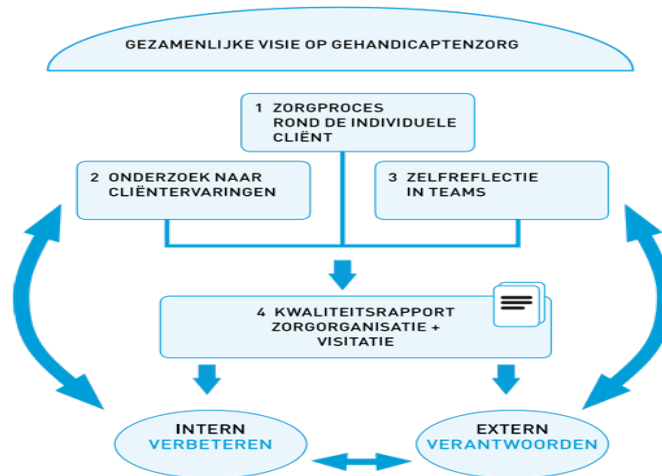 GEZAMENLIJKE VISIE OP GEHANDICAPTENZORG
1 ZORGPROCES
ROND DE INDIVIDUELE
CLIËNT
2 ONDERZOEK NAAR
CLIËNTERVARINGEN
3 ZELFREFLECTIE
IN TEAMS
4 KWALITEITSRAPPORT
ZORGORGANISATIE +
VISITATIE
INTERN
VERBETEREN
EXTERN
VERANTWOORDEN